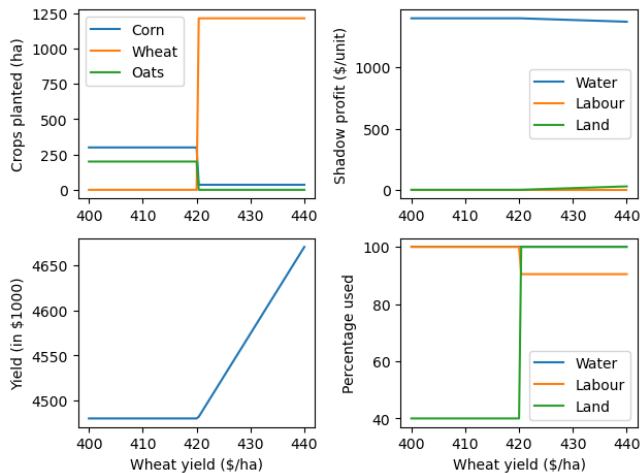 1250
1000
750
500
250
0
Crops planted (ha)
Corn
Wheat
Oats
400 410 420 430 440
1000
500
0
Shadow profit ($/unit)
Water
Labour
Land
400 410 420 430 440
4650
4600
4550
4500
Yield (in $1000)
400 410 420 430 440
Wheat yield ($/ha)
100
80
60
40
Percentage used
Water
Labour
Land
400 410 420 430 440
Wheat yield ($/ha)